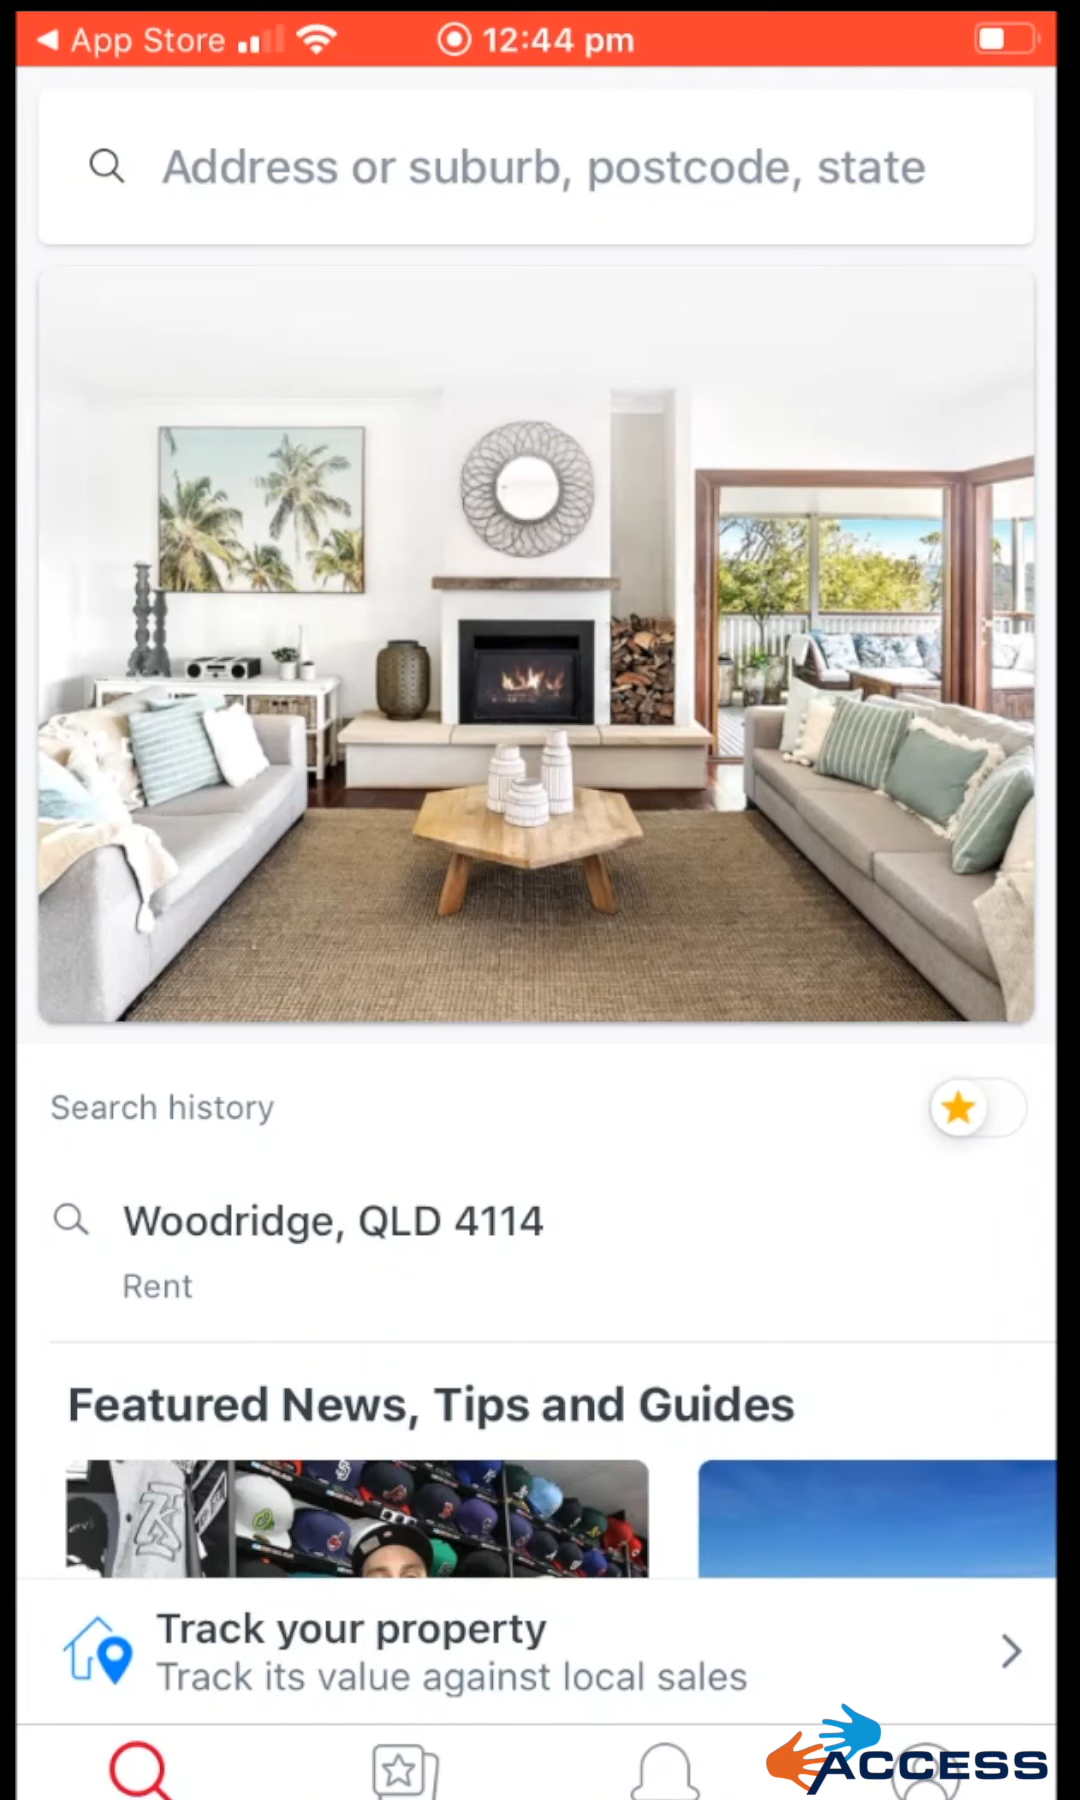 App Store
12:44 pm
Address or suburb, postcode, state
Search history
Woodridge, QLD 4114
Rent
Featured News, Tips and Guides
Track your property
Track its value against local sales
ACCESS